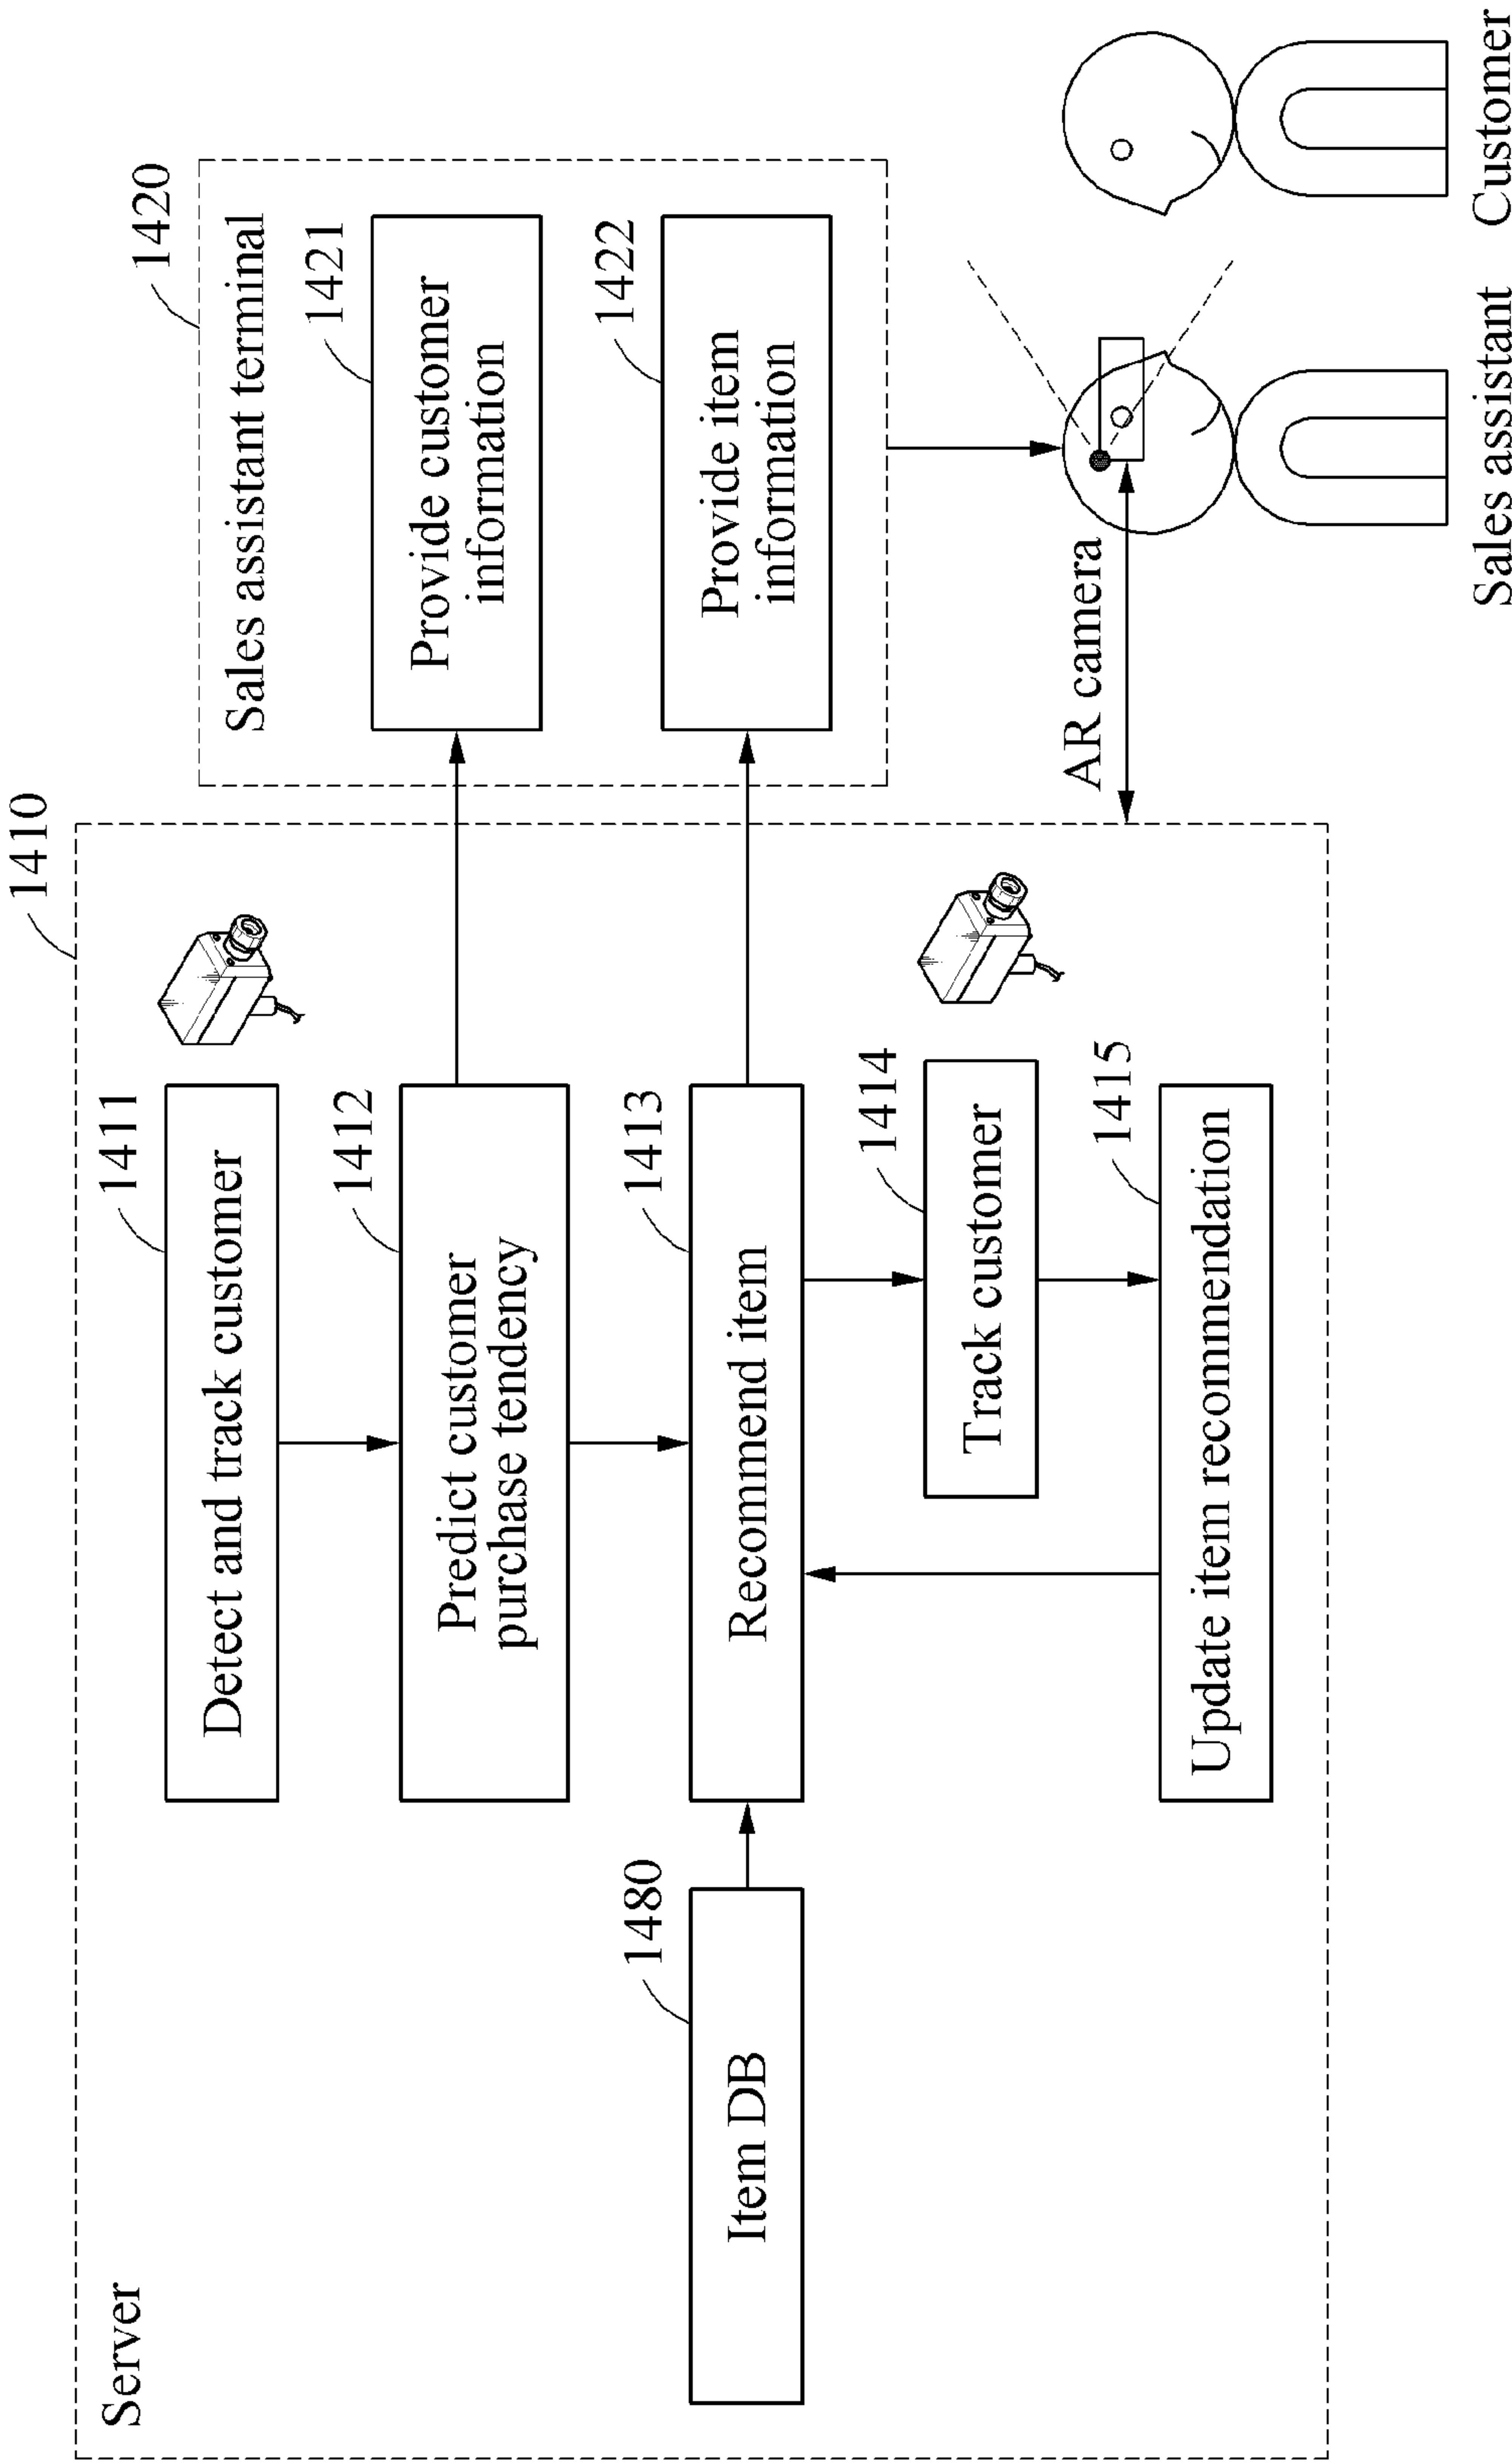 Server
1410
Detect and track customer
1411
Predict customer
purchase tendency
1412
Item DB
1480
Recommend item
1413
Track customer
1414
Update item recommendation
1415
Sales assistant terminal
1420
Provide customer
information
1421
Provide item
information
1422
AR camera
Sales assistant
Customer